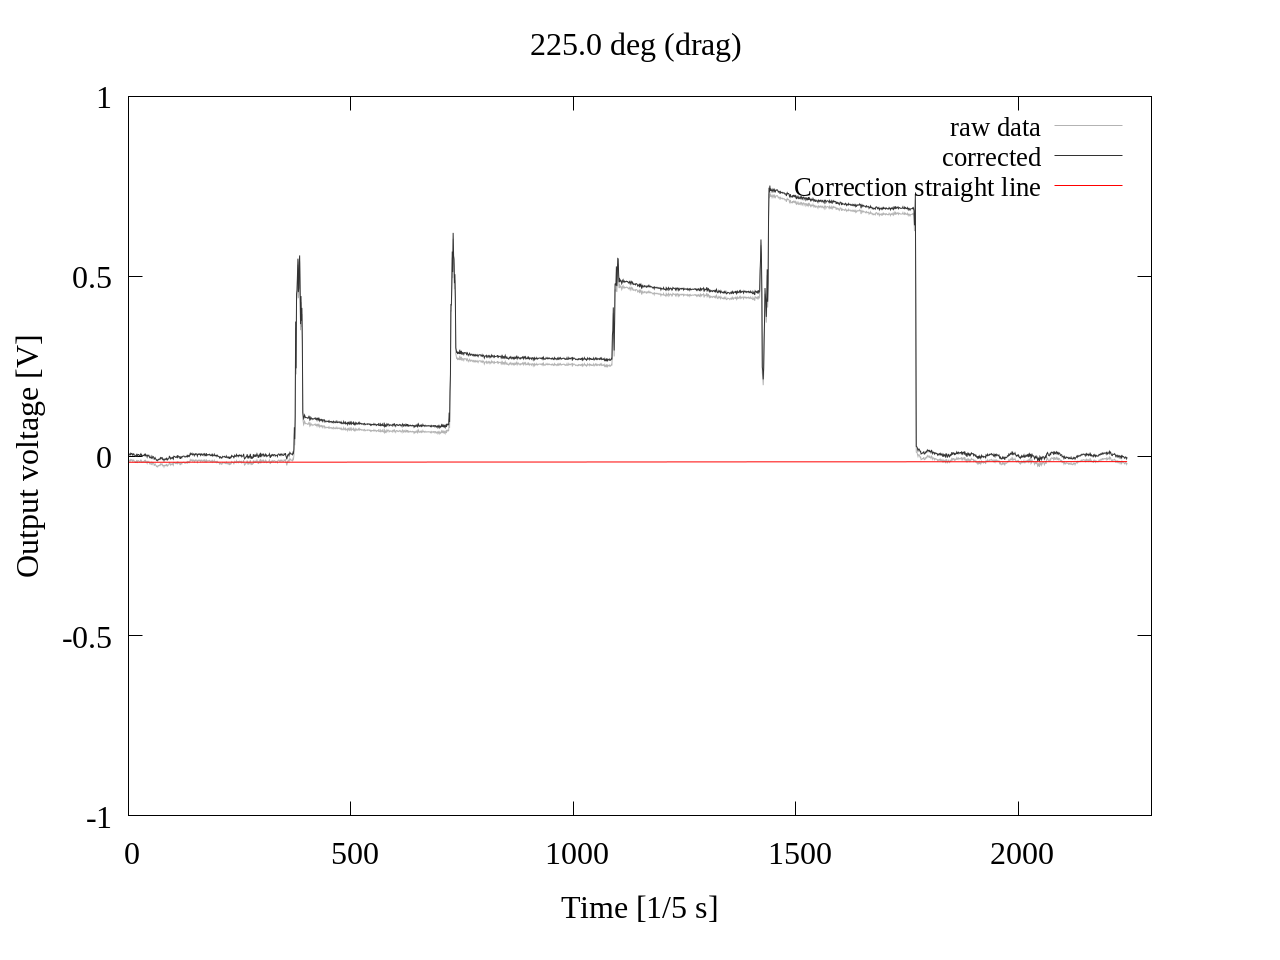 225.0 deg (drag)
1
0.5
0
-0.5
-1
Output voltage [V]
raw data
corrected
Correction straight line
0 500 1000 1500 2000
Time [1/5 s]